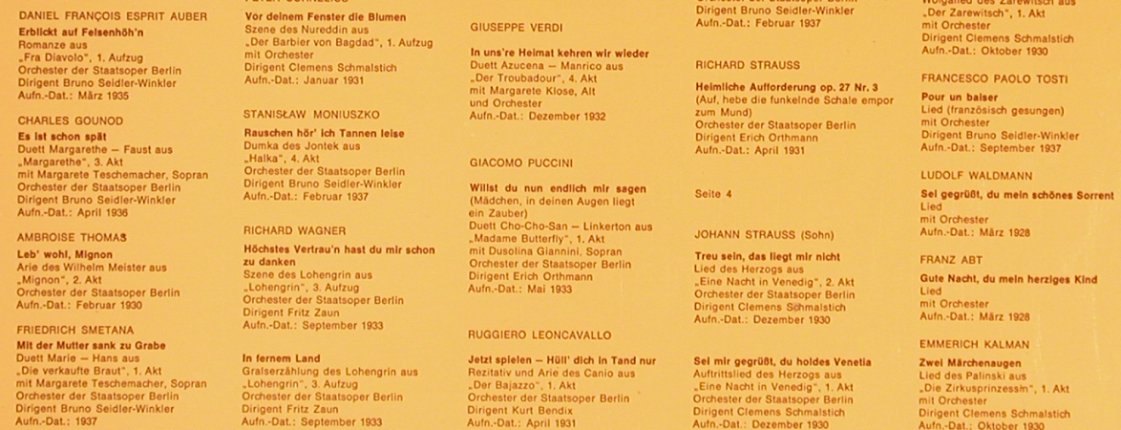 DANIEL FRANÇOIS ESPRIT AUBER
Erblickt auf Felsenhöh'n
Romanze aus
„Fra Diavolo", 1. Aufzug
Orchester der Staatsoper Berlin
Dirigent Bruno Seidler-Winkler
Aufn.-Dat.: März 1935
CHARLES GOUNOD
Es ist schon spät
Duett Margarethe — Faust aus
„Margarethe", 3. Akt
mit Margarete Teschemacher, Sopran
Orchester der Staatsoper Berlin
Dirigent Bruno Seidler-Winkler
Aufn.-Dat.: April 1936
AMBROISE THOMAS
Leb' wohl, Mignon
Arie des Wilhelm Meister aus
„Mignon", 2. Akt
Orchester der Staatsoper Berlin
Aufn.-Dat.: Februar 1930
FRIEDRICH SMETANA
Mit der Mutter sank zu Grabe
Duett Marie — Hans aus
„Die verkaufte Braut", 1. Akt
mit Margarete Teschemacher, Sopran
Orchester der Staatsoper Berlin
Dirigent Bruno Seidler-Winkler
Aufn.-Dat.: 1937
PETER CORNELIUS
Vor deinem Fenster die Blumen
Szene des Nureddin aus
„Der Barbier von Bagdad", 1. Aufzug
mit Orchester
Dirigent Clemens Schmalstich
Aufn.-Dat.: Januar 1931
STANISŁAW MONIUSZKO
Rauschen hör' ich Tannen leise
Dumka des Jontek aus
„Halka", 4. Akt
Orchester der Staatsoper Berlin
Dirigent Bruno Seidler-Winkler
Aufn.-Dat.: Februar 1937
RICHARD WAGNER
Höchstes Vertrau'n hast du mir schon
zu danken
Szene des Lohengrin aus
„Lohengrin", 3. Aufzug
Orchester der Staatsoper Berlin
Dirigent Fritz Zaun
Aufn.-Dat.: September 1933
In fernem Land
Gralserzählung des Lohengrin aus
„Lohengrin", 3. Aufzug
Orchester der Staatsoper Berlin
Dirigent Fritz Zaun
Aufn.-Dat.: September 1933
GIUSEPPE VERDI
In uns're Heimat kehren wir wieder
Duett Azucena — Manrico aus
„Der Troubadour", 4. Akt
mit Margarete Klose, Alt
und Orchester
Aufn.-Dat.: Dezember 1932
GIACOMO PUCCINI
Willst du nun endlich mir sagen
(Mädchen, in deinen Augen liegt
ein Zauber)
Duett Cho-Cho-San — Linkerton aus
„Madame Butterfly", 1. Akt
mit Dusolina Giannini, Sopran
Orchester der Staatsoper Berlin
Dirigent Erich Orthmann
Aufn.-Dat.: Mai 1933
RUGGIERO LEONCAVALLO
Jetzt spielen — Hüll' dich in Tand nur
Rezitativ und Arie des Canio aus
„Der Bajazzo", 1. Akt
Orchester der Staatsoper Berlin
Dirigent Kurt Bendix
Aufn.-Dat.: April 1931
Orchester der Staatsoper Berlin
Dirigent Bruno Seidler-Winkler
Aufn.-Dat.: Februar 1937
RICHARD STRAUSS
Heimliche Aufforderung op. 27 Nr. 3
(Auf, hebe die funkelnde Schale empor
zum Mund)
Orchester der Staatsoper Berlin
Dirigent Erich Orthmann
Aufn.-Dat.: April 1931
Seite 4
JOHANN STRAUSS (Sohn)
Treu sein, das liegt mir nicht
Lied des Herzogs aus
„Eine Nacht in Venedig", 2. Akt
Orchester der Staatsoper Berlin
Dirigent Clemens Schmalstich
Aufn.-Dat.: Dezember 1930
Sei mir gegrüßt, du holdes Venetia
Auftrittslied des Herzogs aus
„Eine Nacht in Venedig", 1. Akt
Orchester der Staatsoper Berlin
Dirigent Clemens Schmalstich
Aufn.-Dat.: Dezember 1930
Wolgalied des Zarewitsch aus
„Der Zarewitsch", 1. Akt
mit Orchester
Dirigent Clemens Schmalstich
Aufn.-Dat.: Oktober 1930
FRANCESCO PAOLO TOSTI
Pour un baiser
Lied (französisch gesungen)
mit Orchester
Dirigent Bruno Seidler-Winkler
Aufn.-Dat.: September 1937
LUDOLF WALDMANN
Sei gegrüßt, du mein schönes Sorrent
Lied
mit Orchester
Aufn.-Dat.: März 1928
FRANZ ABT
Gute Nacht, du mein herziges Kind
Lied
mit Orchester
Aufn.-Dat.: März 1928
EMMERICH KALMAN
Zwei Märchenaugen
Lied des Palinski aus
„Die Zirkusprinzessin", 1. Akt
mit Orchester
Dirigent Clemens Schmalstich
Aufn.-Dat.: Oktober 1930